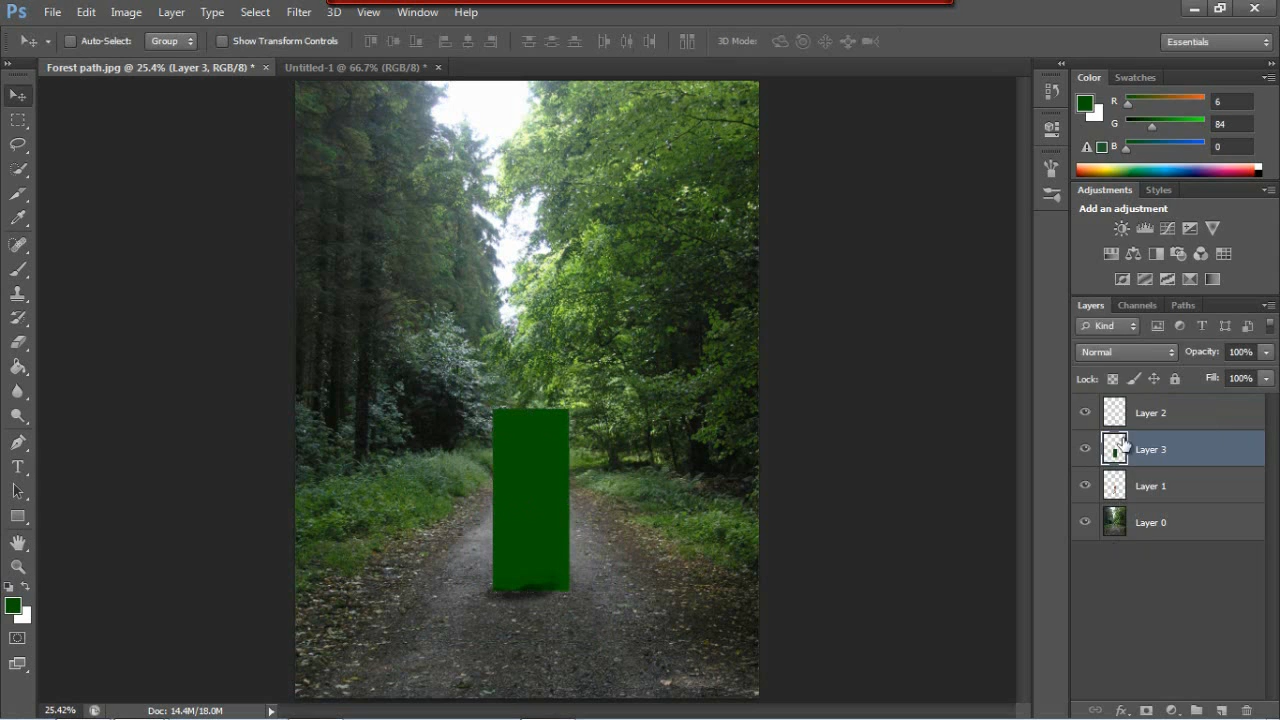 Ps File Edit Image Layer Type Select Filter 3D View Window Help
Auto-Select: Group Show Transform Controls 3D Mode: Essentials
Forest path.jpg @ 25.4% (Layer 3, RGB/8) * × Untitled-1 @ 66.7% (RGB/8) * ×
Color Swatches
R 6
G 84
B 0
Adjustments Styles
Add an adjustment
Layers Channels Paths
Kind
Normal Opacity: 100%
Lock: Fill: 100%
Layer 2
Layer 3
Layer 1
Layer 0
25.42% Doc: 14.4M/18.0M